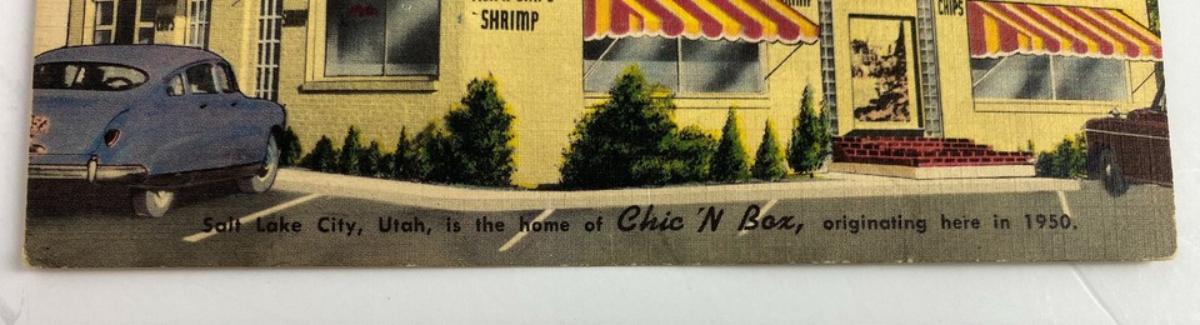 SHRIMP
CHIPS
Salt Lake City, Utah, is the home of Chic 'N Box, originating here in 1950.